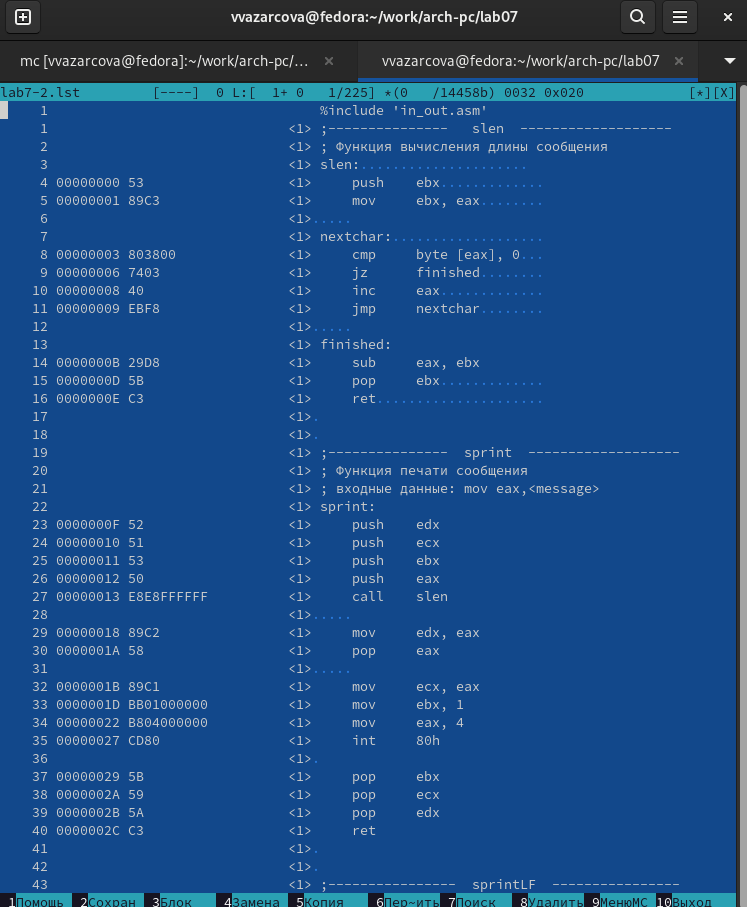 vvazarcova@fedora:~/work/arch-pc/lab07
mc [vvazarcova@fedora]:~/work/arch-pc/... × vvazarcova@fedora:~/work/arch-pc/lab07 ×
lab7-2.lst [----] 0 L:[ 1+ 0 1/225] *(0 /14458b) 0032 0x020 [*][X]
1 %include 'in_out.asm'
1 <1> ;--------------- slen -------------------
2 <1> ; Функция вычисления длины сообщения
3 <1> slen:.....................
4 00000000 53 <1> push ebx.............
5 00000001 89C3 <1> mov ebx, eax........
6 <1>.....
7 <1> nextchar:...................
8 00000003 803800 <1> cmp byte [eax], 0...
9 00000006 7403 <1> jz finished........
10 00000008 40 <1> inc eax.............
11 00000009 EBF8 <1> jmp nextchar........
12 <1>.....
13 <1> finished:
14 0000000B 29D8 <1> sub eax, ebx
15 0000000D 5B <1> pop ebx.............
16 0000000E C3 <1> ret.....................
17 <1>.
18 <1>.
19 <1> ;--------------- sprint -------------------
20 <1> ; Функция печати сообщения
21 <1> ; входные данные: mov eax,<message>
22 <1> sprint:
23 0000000F 52 <1> push edx
24 00000010 51 <1> push ecx
25 00000011 53 <1> push ebx
26 00000012 50 <1> push eax
27 00000013 E8E8FFFFFF <1> call slen
28 <1>.....
29 00000018 89C2 <1> mov edx, eax
30 0000001A 58 <1> pop eax
31 <1>.....
32 0000001B 89C1 <1> mov ecx, eax
33 0000001D BB01000000 <1> mov ebx, 1
34 00000022 B804000000 <1> mov eax, 4
35 00000027 CD80 <1> int 80h
36 <1>.
37 00000029 5B <1> pop ebx
38 0000002A 59 <1> pop ecx
39 0000002B 5A <1> pop edx
40 0000002C C3 <1> ret
41 <1>.
42 <1>.
43 <1> ;---------------- sprintLF ----------------
1Помощь 2Сохран 3Блок 4Замена 5Копия 6Пер~ить 7Поиск 8Удалить 9МенюМС 10Выход